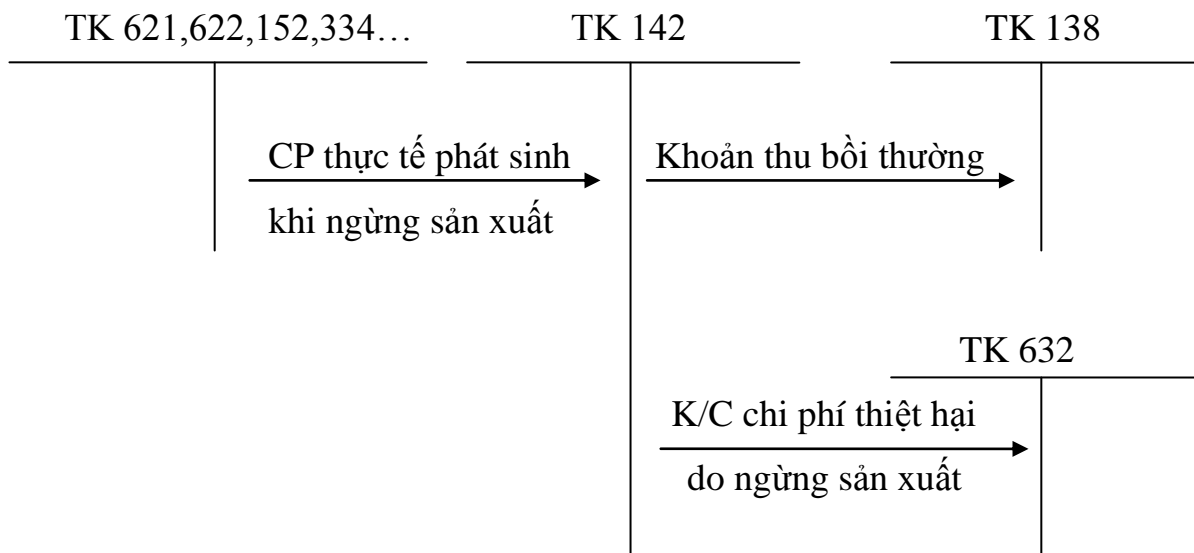 TK 621,622,152,334…
TK 142
TK 138
CP thực tế phát sinh
khi ngừng sản xuất
Khoản thu bồi thường
TK 632
K/C chi phí thiệt hại
do ngừng sản xuất